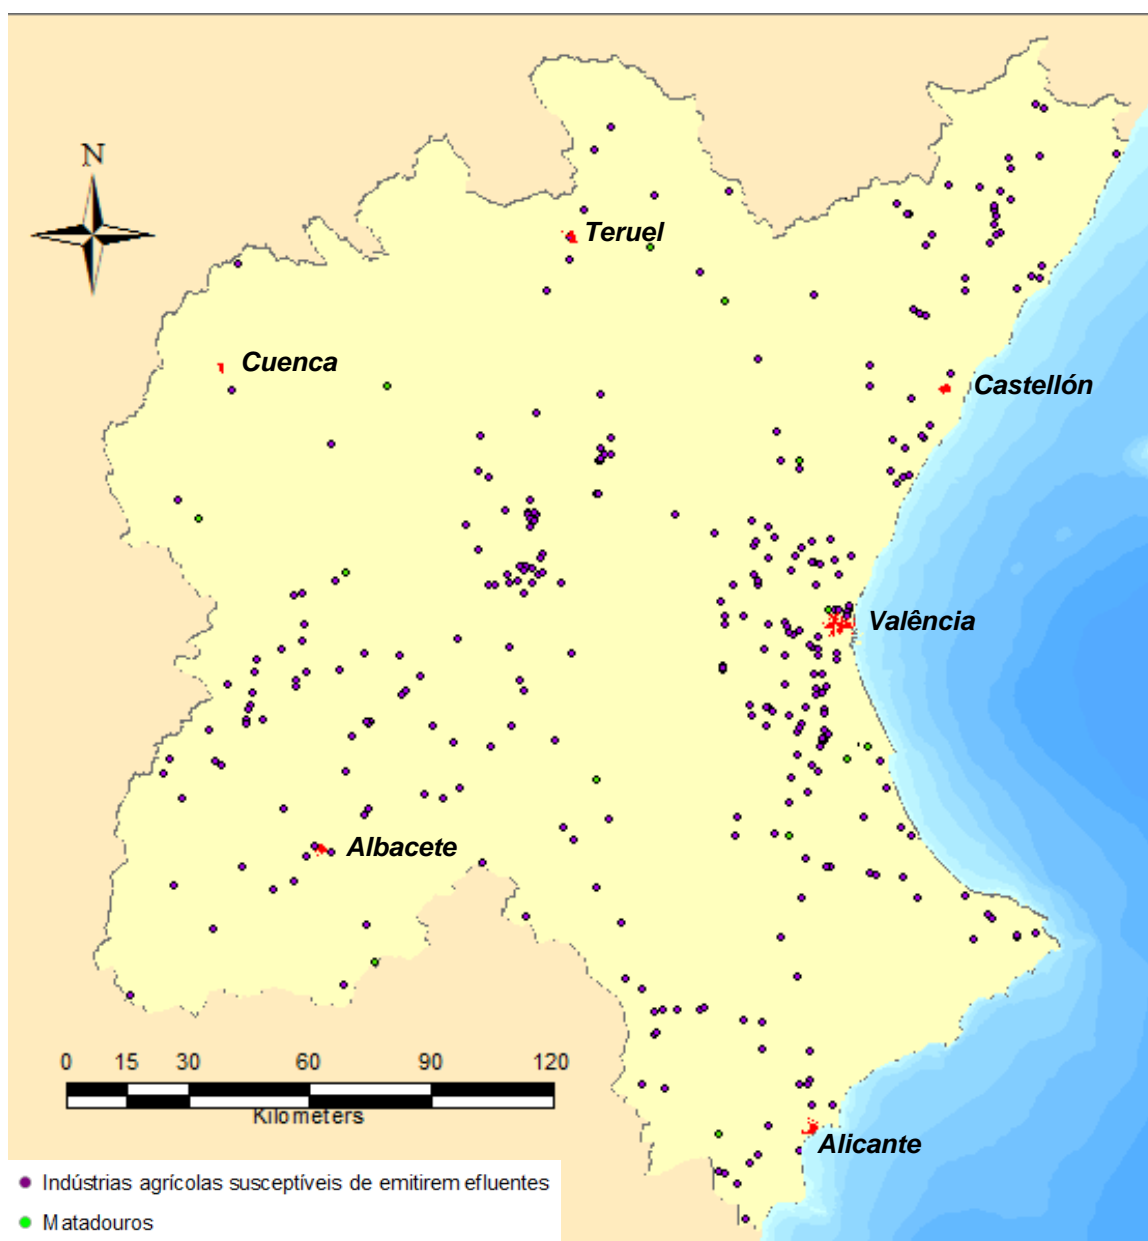 N
Teruel
Cuenca
Castellón
Valência
Albacete
0 15 30 60 90 120
Kilometers
Alicante
Indústrias agrícolas susceptíveis de emitirem efluentes
Matadouros